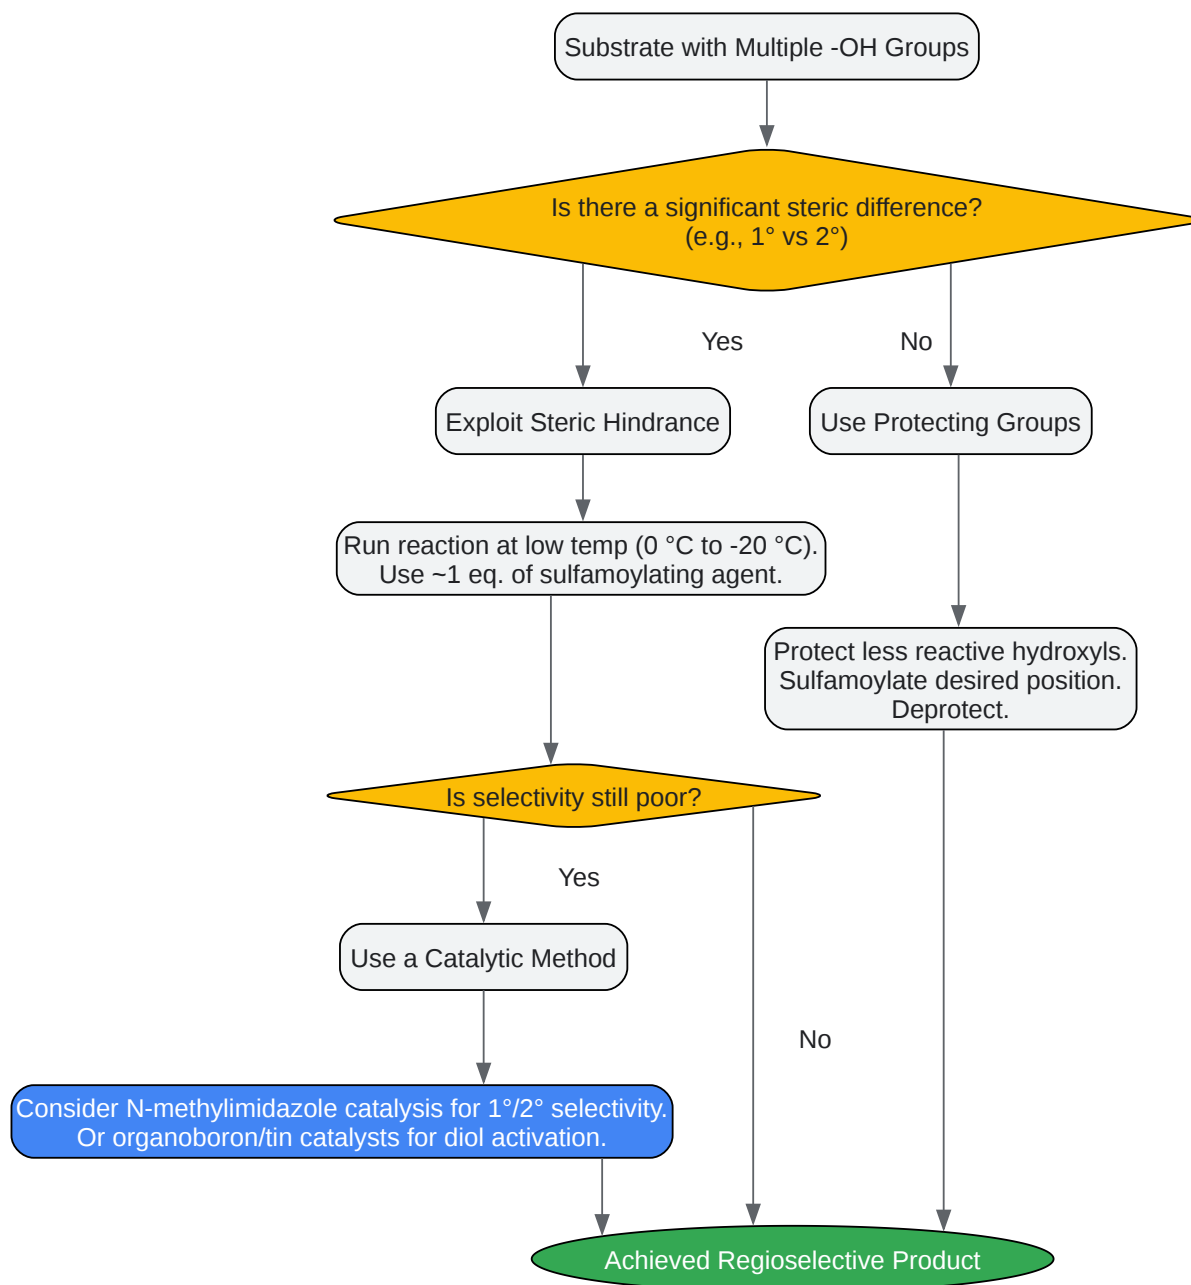 Substrate with Multiple -OH Groups
Is there a significant steric difference?
(e.g., 1° vs 2°)
Yes
No
Exploit Steric Hindrance
Use Protecting Groups
Run reaction at low temp (0 °C to -20 °C).
Use ~1 eq. of sulfamoylating agent.
Protect less reactive hydroxyls.
Sulfamoylate desired position.
Deprotect.
Is selectivity still poor?
Yes
Use a Catalytic Method
No
Consider N-methylimidazole catalysis for 1°/2° selectivity.
Or organoboron/tin catalysts for diol activation.
Achieved Regioselective Product